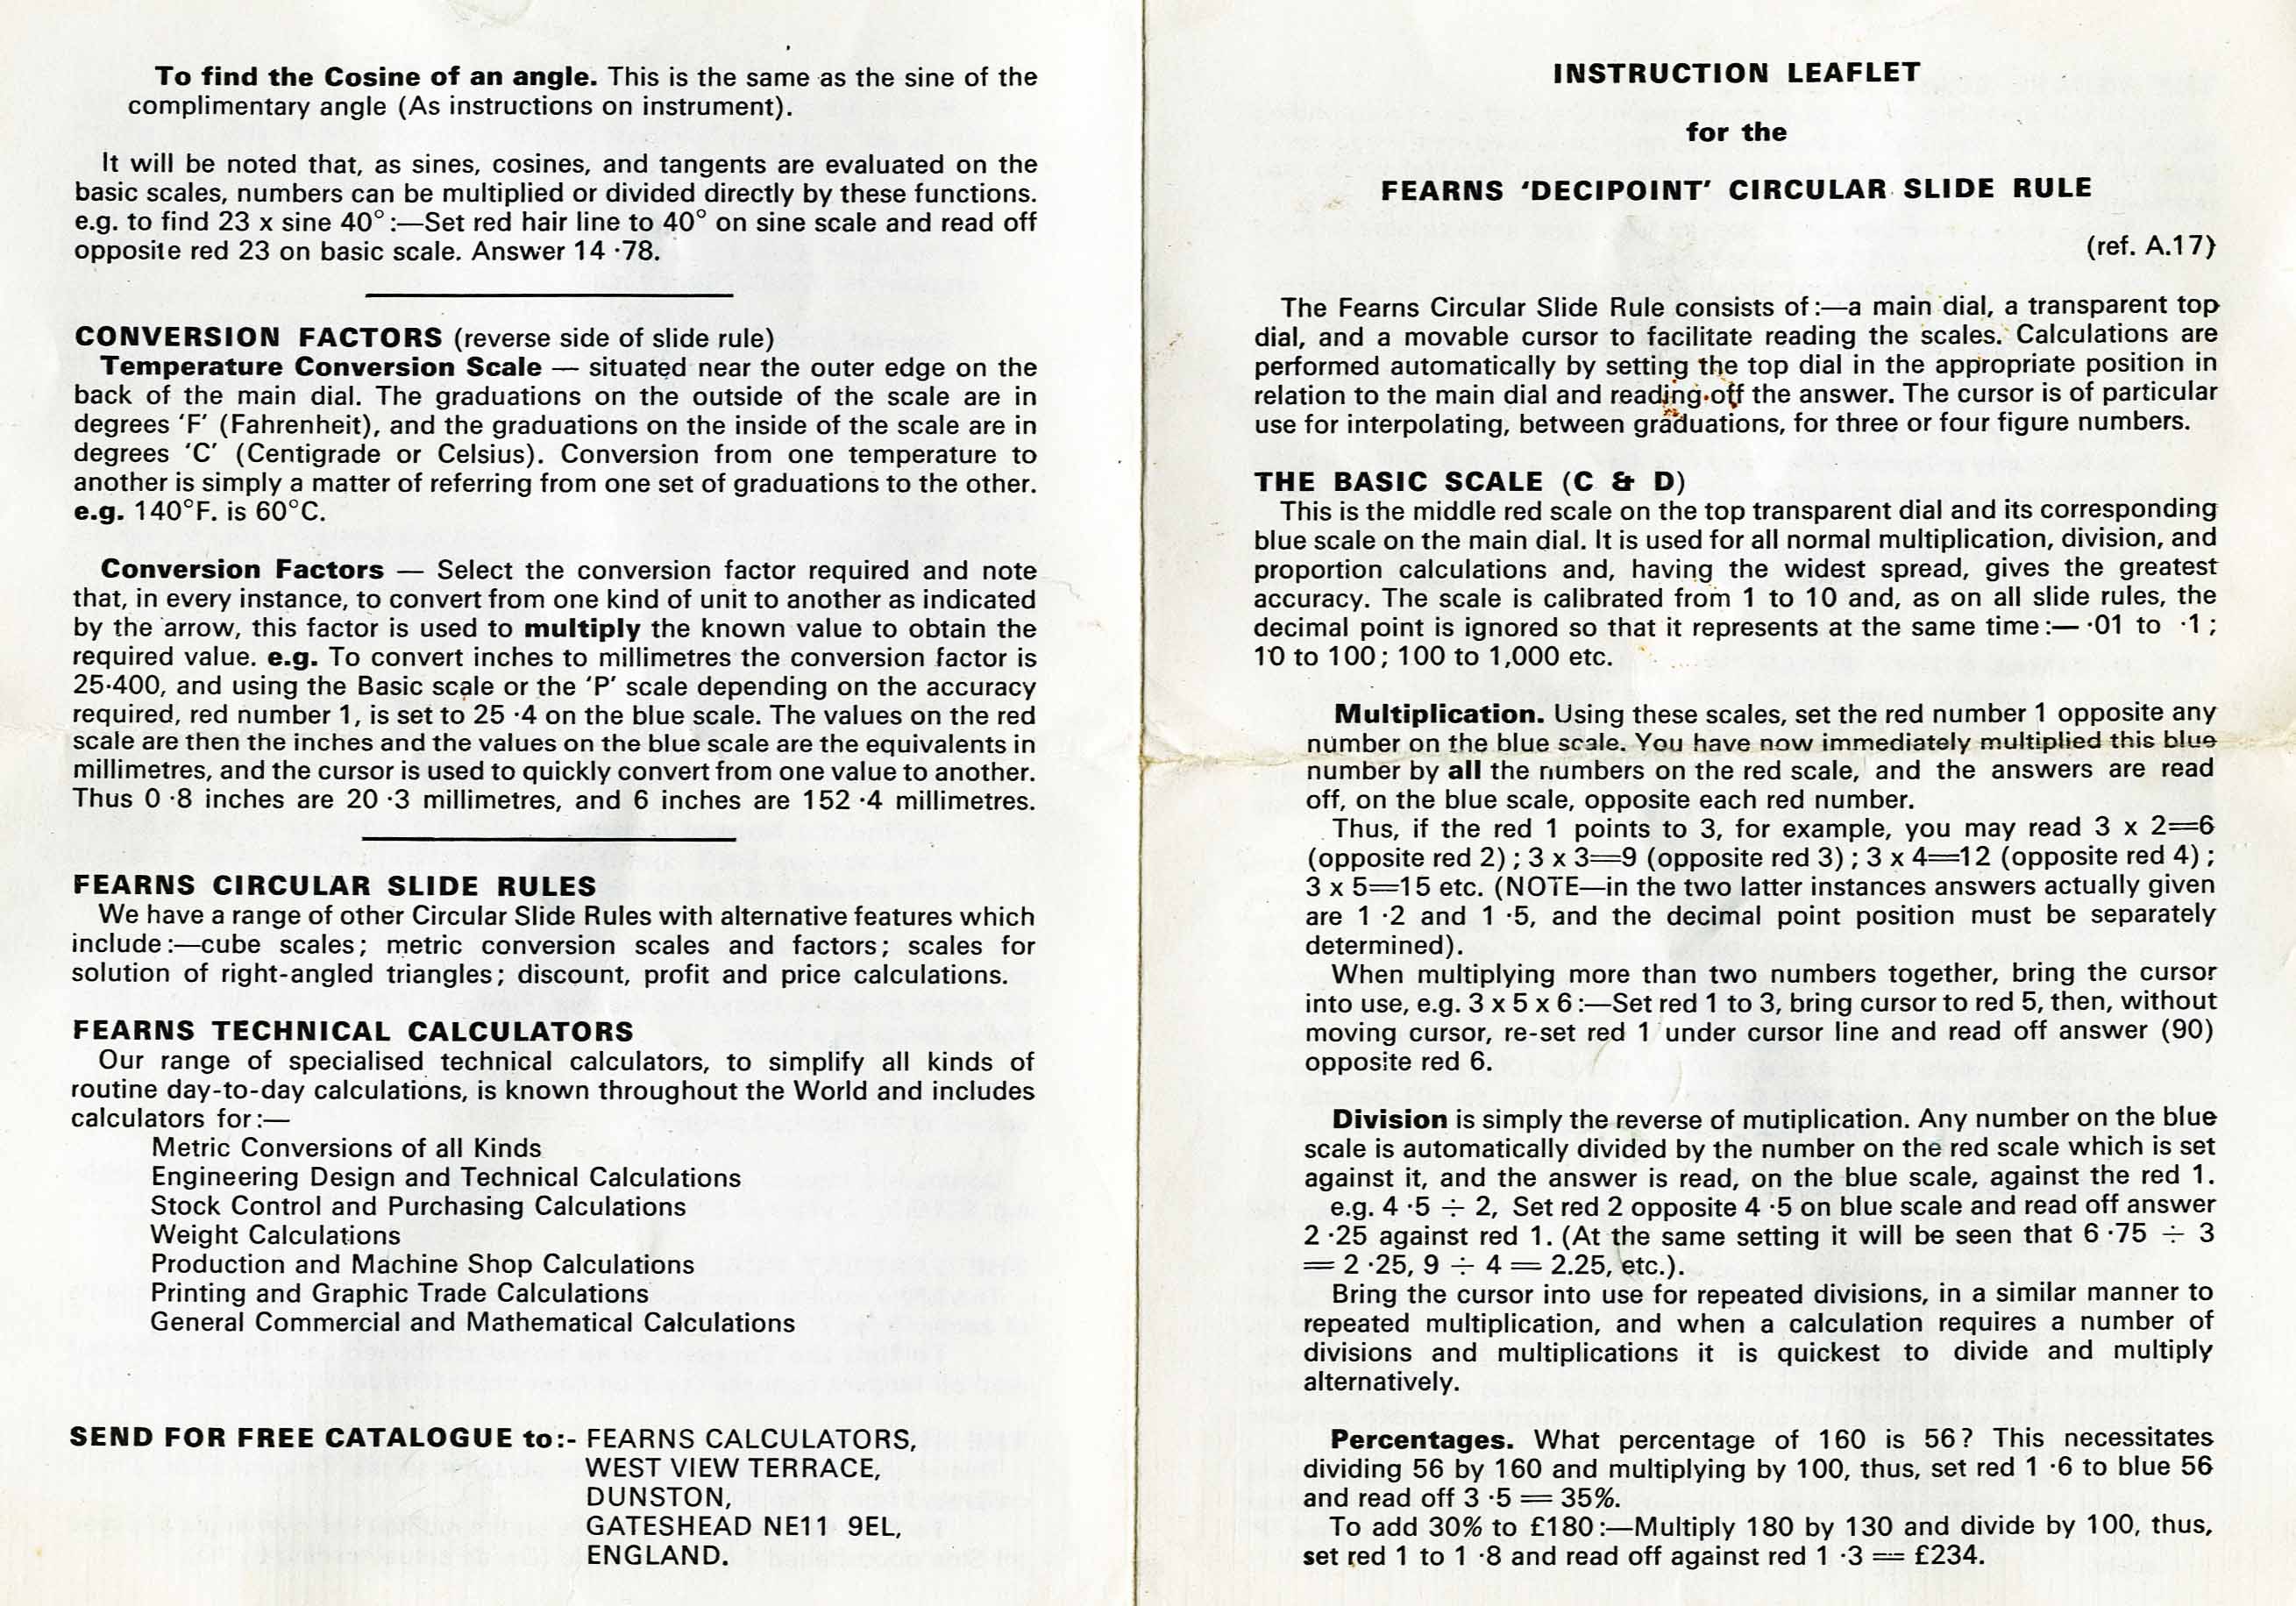 To find the Cosine of an angle. This is the same as the sine of the
complimentary angle (As instructions on instrument).
It will be noted that, as sines, cosines, and tangents are evaluated on the
basic scales, numbers can be multiplied or divided directly by these functions.
e.g. to find 23 x sine 40° :—Set red hair line to 40° on sine scale and read off
opposite red 23 on basic scale. Answer 14 ·78.
CONVERSION FACTORS (reverse side of slide rule)
Temperature Conversion Scale — situated near the outer edge on the
back of the main dial. The graduations on the outside of the scale are in
degrees ‘F’ (Fahrenheit), and the graduations on the inside of the scale are in
degrees ‘C’ (Centigrade or Celsius). Conversion from one temperature to
another is simply a matter of referring from one set of graduations to the other.
e.g. 140°F. is 60°C.
Conversion Factors — Select the conversion factor required and note
that, in every instance, to convert from one kind of unit to another as indicated
by the arrow, this factor is used to multiply the known value to obtain the
required value. e.g. To convert inches to millimetres the conversion factor is
25·400, and using the Basic scale or the ‘P’ scale depending on the accuracy
required, red number 1, is set to 25 ·4 on the blue scale. The values on the red
scale are then the inches and the values on the blue scale are the equivalents in
millimetres, and the cursor is used to quickly convert from one value to another.
Thus 0 ·8 inches are 20 ·3 millimetres, and 6 inches are 152 ·4 millimetres.
FEARNS CIRCULAR SLIDE RULES
We have a range of other Circular Slide Rules with alternative features which
include :—cube scales; metric conversion scales and factors; scales for
solution of right-angled triangles; discount, profit and price calculations.
FEARNS TECHNICAL CALCULATORS
Our range of specialised technical calculators, to simplify all kinds of
routine day-to-day calculations, is known throughout the World and includes
calculators for :—
Metric Conversions of all Kinds
Engineering Design and Technical Calculations
Stock Control and Purchasing Calculations
Weight Calculations
Production and Machine Shop Calculations
Printing and Graphic Trade Calculations
General Commercial and Mathematical Calculations
SEND FOR FREE CATALOGUE to:- FEARNS CALCULATORS,
WEST VIEW TERRACE,
DUNSTON,
GATESHEAD NE11 9EL,
ENGLAND.
INSTRUCTION LEAFLET
for the
FEARNS ‘DECIPOINT’ CIRCULAR SLIDE RULE
(ref. A.17)
The Fearns Circular Slide Rule consists of :—a main dial, a transparent top
dial, and a movable cursor to facilitate reading the scales. Calculations are
performed automatically by setting the top dial in the appropriate position in
relation to the main dial and reading off the answer. The cursor is of particular
use for interpolating, between graduations, for three or four figure numbers.
THE BASIC SCALE (C & D)
This is the middle red scale on the top transparent dial and its corresponding
blue scale on the main dial. It is used for all normal multiplication, division, and
proportion calculations and, having the widest spread, gives the greatest
accuracy. The scale is calibrated from 1 to 10 and, as on all slide rules, the
decimal point is ignored so that it represents at the same time :— ·01 to ·1 ;
10 to 100 ; 100 to 1,000 etc.
Multiplication. Using these scales, set the red number 1 opposite any
number on the blue scale. You have now immediately multiplied this blue
number by all the numbers on the red scale, and the answers are read
off, on the blue scale, opposite each red number.
Thus, if the red 1 points to 3, for example, you may read 3 x 2=6
(opposite red 2) ; 3 x 3=9 (opposite red 3) ; 3 x 4=12 (opposite red 4) ;
3 x 5=15 etc. (NOTE—in the two latter instances answers actually given
are 1 ·2 and 1 ·5, and the decimal point position must be separately
determined).
When multiplying more than two numbers together, bring the cursor
into use, e.g. 3 x 5 x 6 :—Set red 1 to 3, bring cursor to red 5, then, without
moving cursor, re-set red 1 under cursor line and read off answer (90)
opposite red 6.
Division is simply the reverse of mutiplication. Any number on the blue
scale is automatically divided by the number on the red scale which is set
against it, and the answer is read, on the blue scale, against the red 1.
e.g. 4 ·5 ÷ 2, Set red 2 opposite 4 ·5 on blue scale and read off answer
2 ·25 against red 1. (At the same setting it will be seen that 6 ·75 ÷ 3
= 2 ·25, 9 ÷ 4 = 2.25, etc.).
Bring the cursor into use for repeated divisions, in a similar manner to
repeated multiplication, and when a calculation requires a number of
divisions and multiplications it is quickest to divide and multiply
alternatively.
Percentages. What percentage of 160 is 56? This necessitates
dividing 56 by 160 and multiplying by 100, thus, set red 1 ·6 to blue 56
and read off 3 ·5 = 35%.
To add 30% to £180 :—Multiply 180 by 130 and divide by 100, thus,
set red 1 to 1 ·8 and read off against red 1 ·3 = £234.